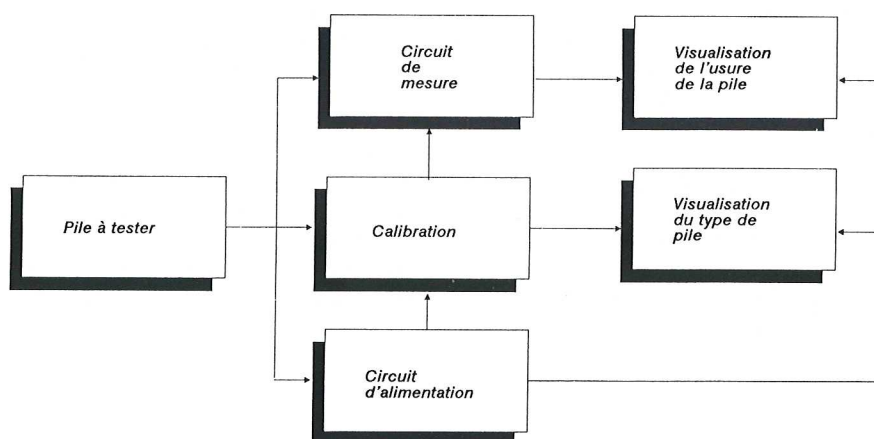 Circuit
de
mesure
Visualisation
de l'usure
de la pile
Pile à tester
Calibration
Visualisation
du type de
pile
Circuit
d'alimentation